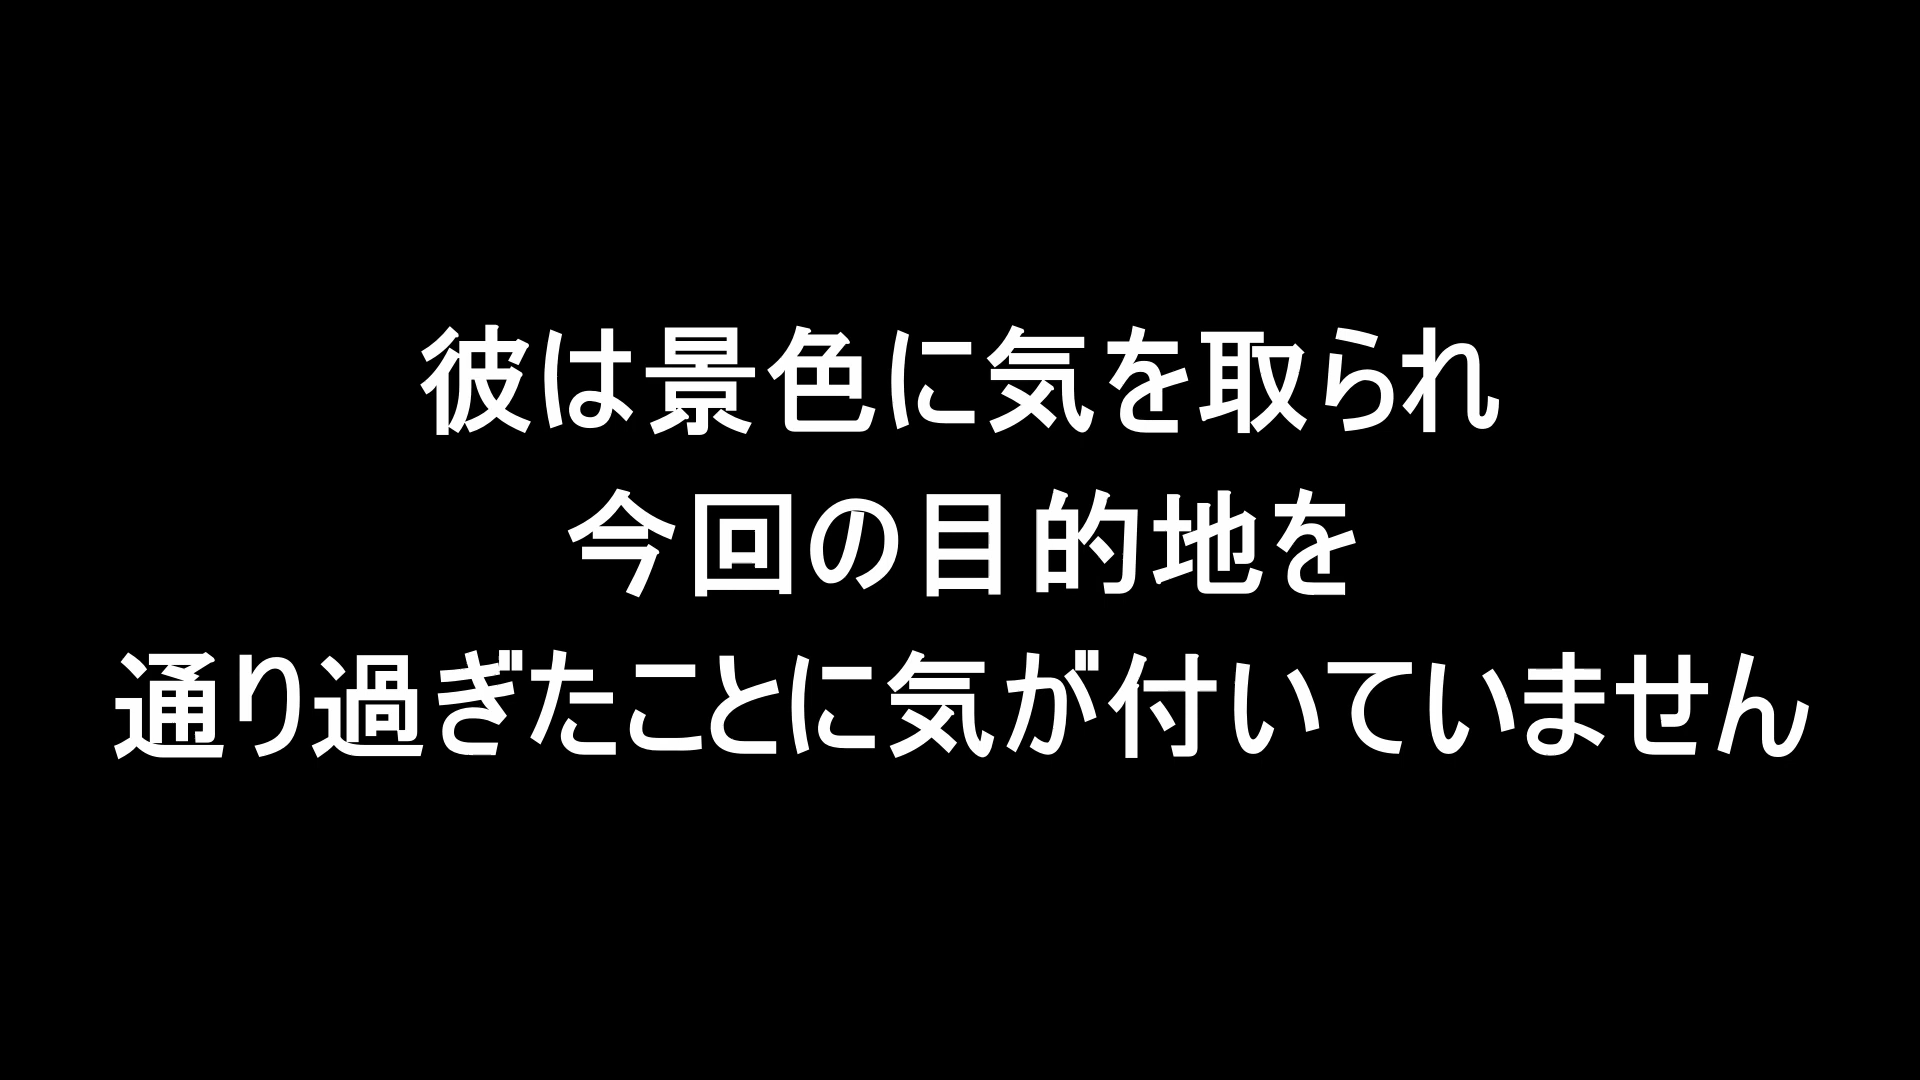 彼は景色に気を取られ
今回の目的地を
通り過ぎたことに気が付いていません